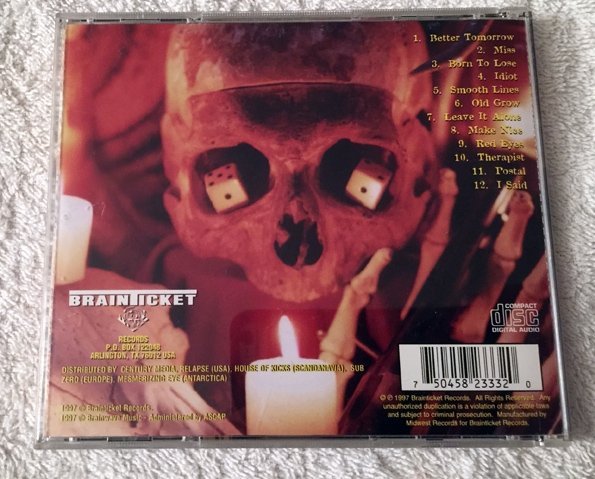 1. Better Tomorrow
2. Miss
3. Born To Lose
4. Idiot
5. Smooth Lines
6. Old Crow
7. Leave It Alone
8. Make Nice
9. Red Eyes
10. Therapist
11. Postal
12. I Said
BRAINTICKET
RECORDS
P.O. BOX 122048
ARLINGTON, TX 76012 USA
DISTRIBUTED BY CENTURY MEDIA, RELAPSE (USA), HOUSE OF KICKS (SCANDANAVIA), SUB
ZERO (EUROPE), MESMERIZING EYE (ANTARCTICA)
1997 © Brainticket Records
1997 © Brainwave Music - Administered by ASCAP
COMPACT
disc
DIGITAL AUDIO
7 50458 23332 0
© ℗ 1997 Brainticket Records. All Rights Reserved. Any
unauthorized duplication is a violation of applicible laws
and subject to criminal prosecution. Manufactured by
Midwest Records for Brainticket Records.